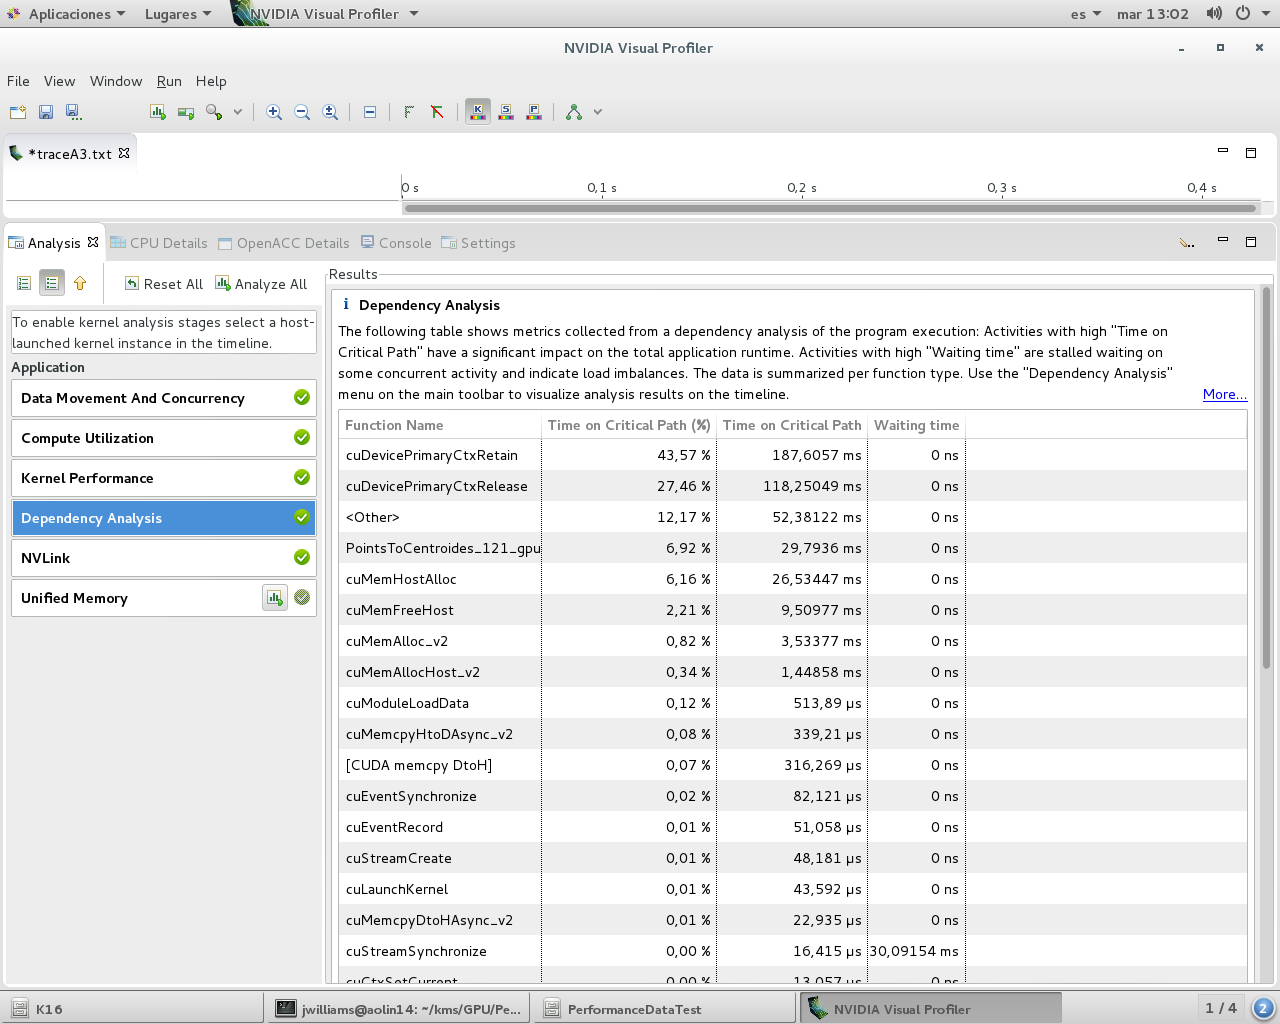 Aplicaciones Lugares NVIDIA Visual Profiler es mar 13:02
NVIDIA Visual Profiler
File View Window Run Help
K S P
*traceA3.txt
0 s 0,1 s 0,2 s 0,3 s 0,4 s
Analysis CPU Details OpenACC Details Console Settings
Reset All Analyze All
To enable kernel analysis stages select a host-
launched kernel instance in the timeline.
Application
Data Movement And Concurrency
Compute Utilization
Kernel Performance
Dependency Analysis
NVLink
Unified Memory
Results
Dependency Analysis
The following table shows metrics collected from a dependency analysis of the program execution: Activities with high "Time on
Critical Path" have a significant impact on the total application runtime. Activities with high "Waiting time" are stalled waiting on
some concurrent activity and indicate load imbalances. The data is summarized per function type. Use the "Dependency Analysis"
menu on the main toolbar to visualize analysis results on the timeline. More...
Function Name Time on Critical Path (%) Time on Critical Path Waiting time
cuDevicePrimaryCtxRetain 43,57 % 187,6057 ms 0 ns
cuDevicePrimaryCtxRelease 27,46 % 118,25049 ms 0 ns
<Other> 12,17 % 52,38122 ms 0 ns
PointsToCentroides_121_gpu 6,92 % 29,7936 ms 0 ns
cuMemHostAlloc 6,16 % 26,53447 ms 0 ns
cuMemFreeHost 2,21 % 9,50977 ms 0 ns
cuMemAlloc_v2 0,82 % 3,53377 ms 0 ns
cuMemAllocHost_v2 0,34 % 1,44858 ms 0 ns
cuModuleLoadData 0,12 % 513,89 µs 0 ns
cuMemcpyHtoDAsync_v2 0,08 % 339,21 µs 0 ns
[CUDA memcpy DtoH] 0,07 % 316,269 µs 0 ns
cuEventSynchronize 0,02 % 82,121 µs 0 ns
cuEventRecord 0,01 % 51,058 µs 0 ns
cuStreamCreate 0,01 % 48,181 µs 0 ns
cuLaunchKernel 0,01 % 43,592 µs 0 ns
cuMemcpyDtoHAsync_v2 0,01 % 22,935 µs 0 ns
cuStreamSynchronize 0,00 % 16,415 µs 30,09154 ms
cuCtxSetCurrent 0,00 % 13,057 µs 0 ns
K16 jwilliams@aolin14: ~/kms/GPU/Pe... PerformanceDataTest NVIDIA Visual Profiler 1 / 4 2